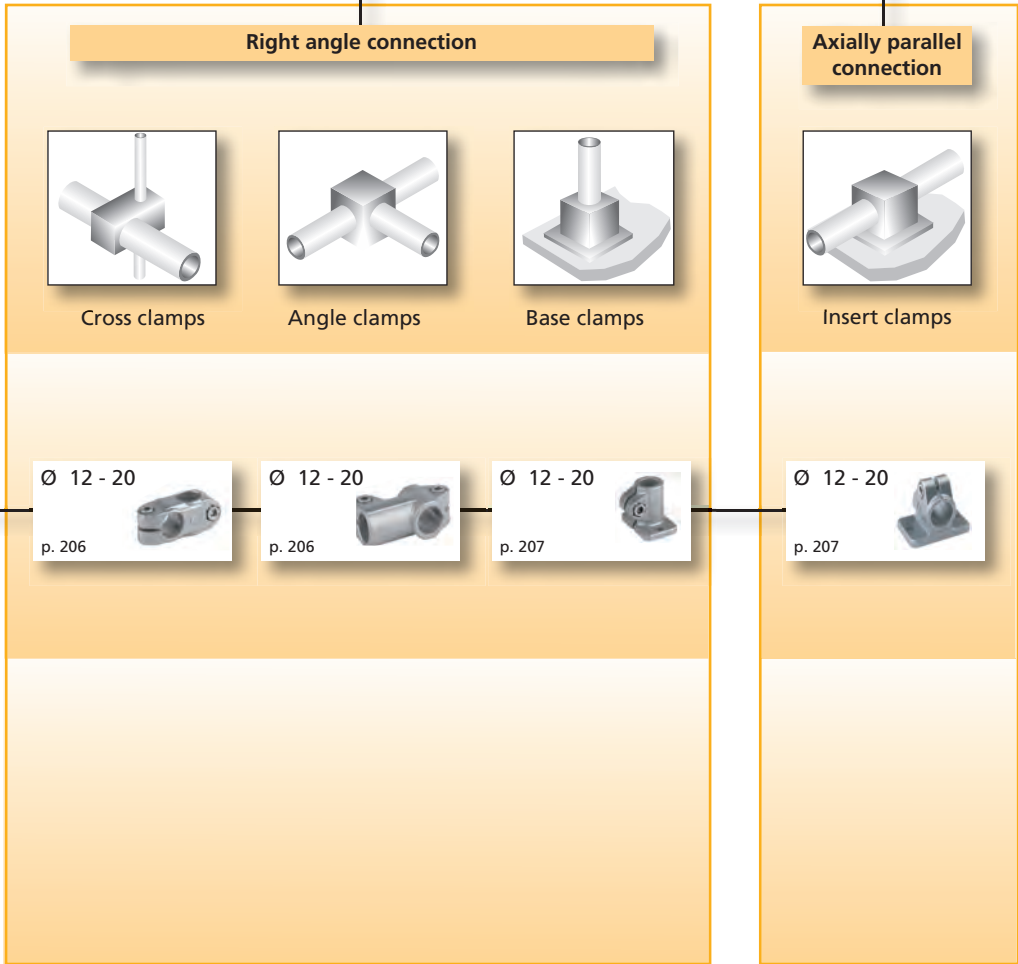 Right angle connection
Axially parallel
connection
Cross clamps
Angle clamps
Base clamps
Insert clamps
Ø 12 - 20
p. 206
Ø 12 - 20
p. 206
Ø 12 - 20
p. 207
Ø 12 - 20
p. 207